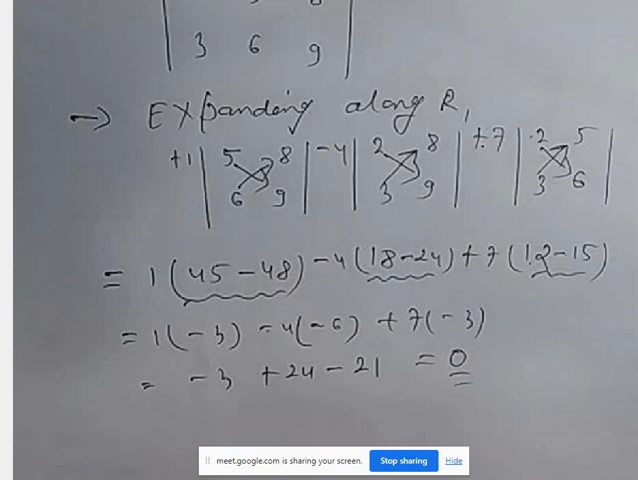 3 6 9
→ Expanding along R₁
+1 | 5 8 6 9 | -4 | 2 8 3 9 | +7 | 2 5 3 6 |
= 1 (45-48) -4 (18-24) + 7 (12-15)
= 1(-3) -4(-6) + 7(-3)
= -3 +24 -21 = 0
meet.google.com is sharing your screen. Stop sharing Hide